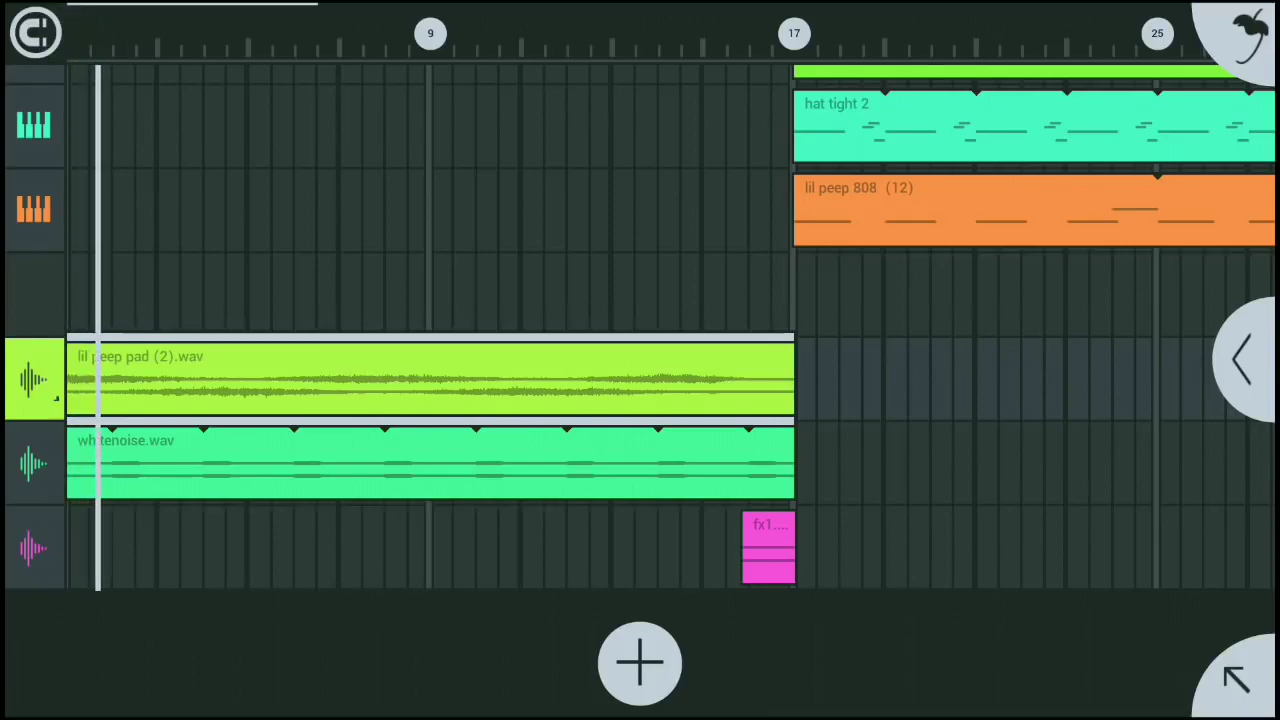 9
17
25
hat tight 2
lil peep 808 (12)
lil peep pad (2).wav
whitenoise.wav
fx1....